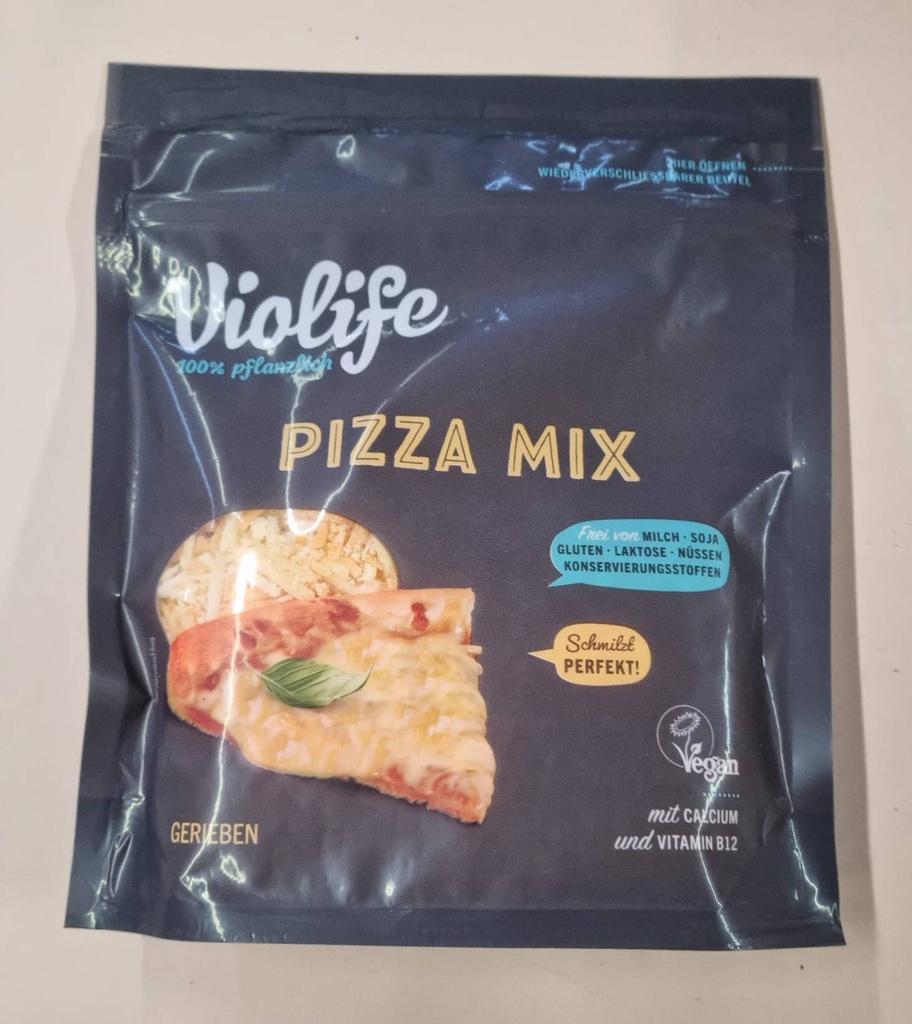 HIER ÖFFNEN
WIEDERVERSCHLIESSBARER BEUTEL
Violife
100% pflanzlich
PIZZA MIX
Frei von MILCH · SOJA
GLUTEN · LAKTOSE · NÜSSEN
KONSERVIERUNGSSTOFFEN
Schmilzt
PERFEKT!
Vegan
mit CALCIUM
und VITAMIN B12
GERIEBEN